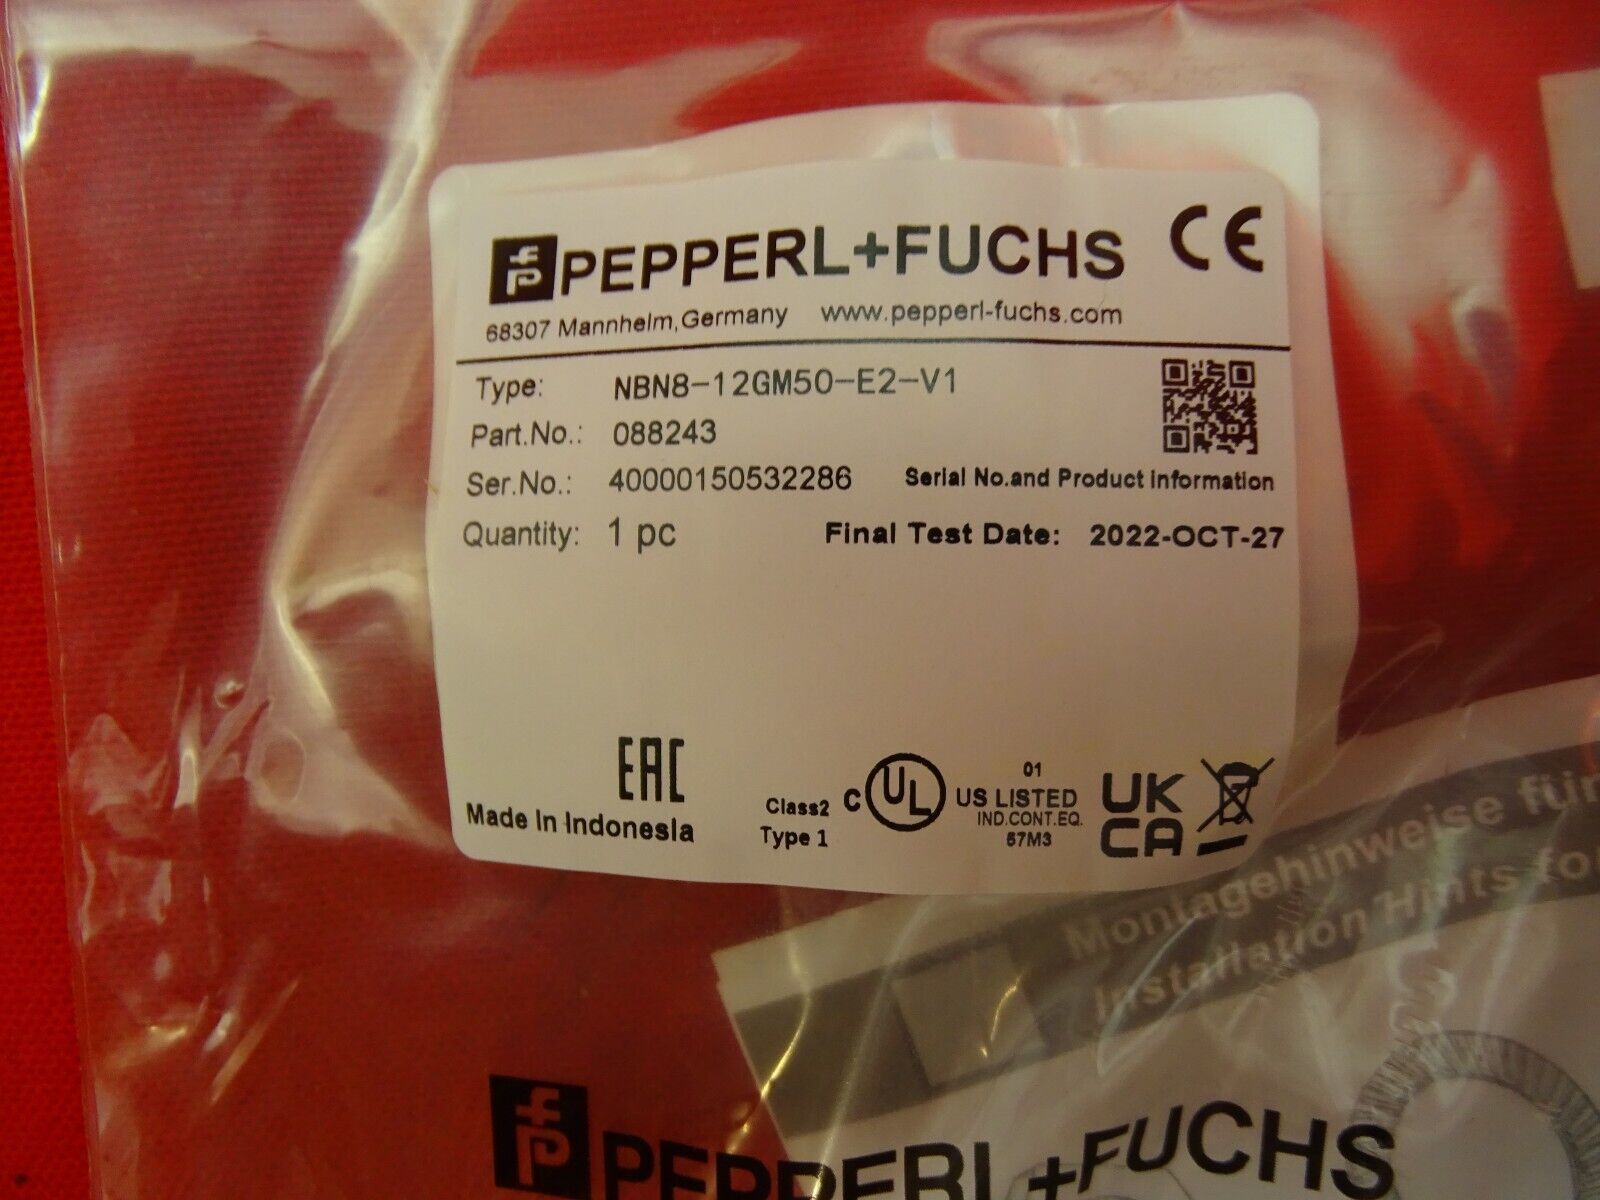 PEPPERL+FUCHS CE
68307 Mannheim,Germany www.pepperl-fuchs.com
Type: NBN8-12GM50-E2-V1
Part.No.: 088243
Ser.No.: 40000150532286 Serial No.and Product Information
Quantity: 1 pc Final Test Date: 2022-OCT-27
EAC
Made in Indonesia
Class2
Type 1
C UL US LISTED
01
IND.CONT.EQ.
67M3
UK
CA
Montagehinweise für
Installation Hints for
PEPPERL+FUCHS